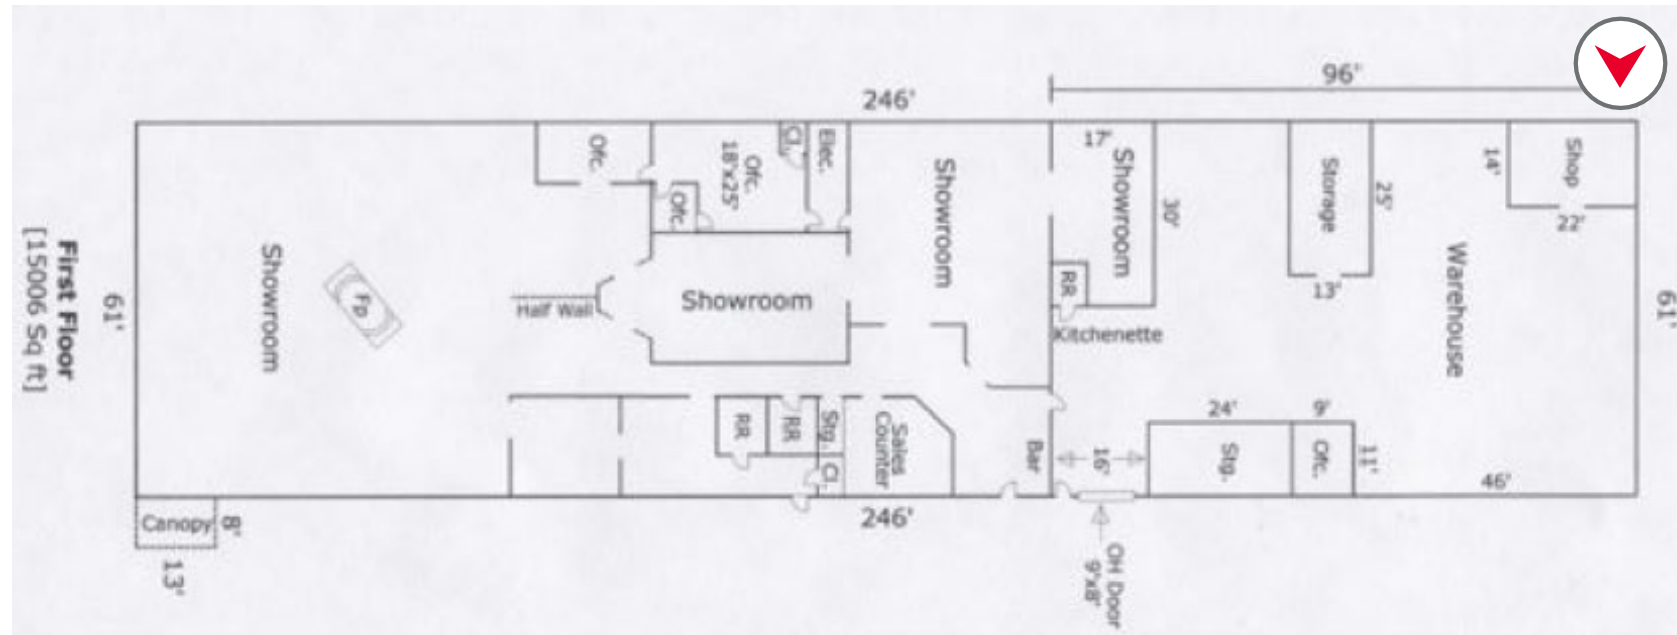 96'
246'
Ofc.
Ofc.
18'x25'
Cl.
Elec.
Ofc.
Showroom
17'
Showroom
30'
RR
Kitchenette
Storage
25'
13'
14'
Shop
22'
Warehouse
61'
First Floor
[15006 Sq ft]
61'
Showroom
Fp
Half Wall
Showroom
RR
RR
Stg.
Cl.
Sales
Counter
Bar
16'
24'
9'
Stg.
Ofc.
11'
46'
246'
Canopy
8'
13'
OH Door
9'x8'